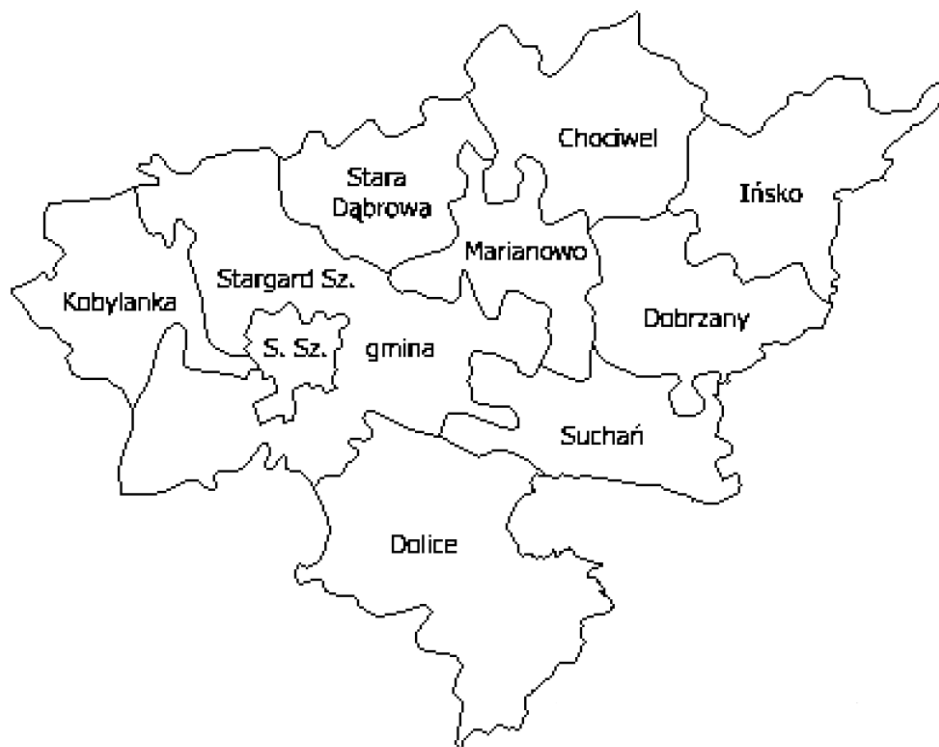 Chociwel
Stara
Dąbrowa
Ińsko
Marianowo
Stargard Sz.
Kobylanka
Dobrzany
S. Sz.
gmina
Suchań
Dolice